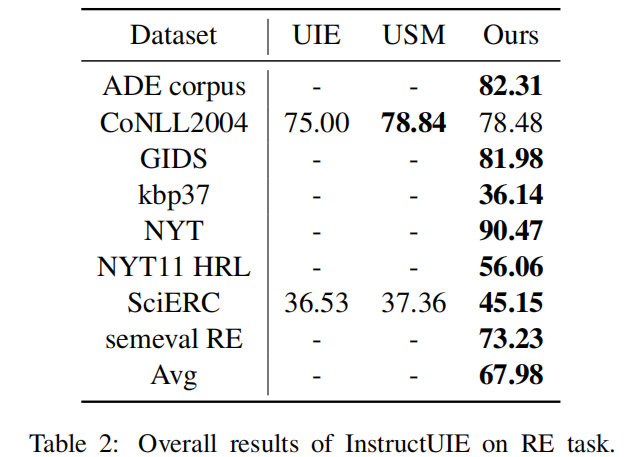 Dataset UIE USM Ours
ADE corpus - - 82.31
CoNLL2004 75.00 78.84 78.48
GIDS - - 81.98
kbp37 - - 36.14
NYT - - 90.47
NYT11 HRL - - 56.06
SciERC 36.53 37.36 45.15
semeval RE - - 73.23
Avg - - 67.98
Table 2: Overall results of InstructUIE on RE task.